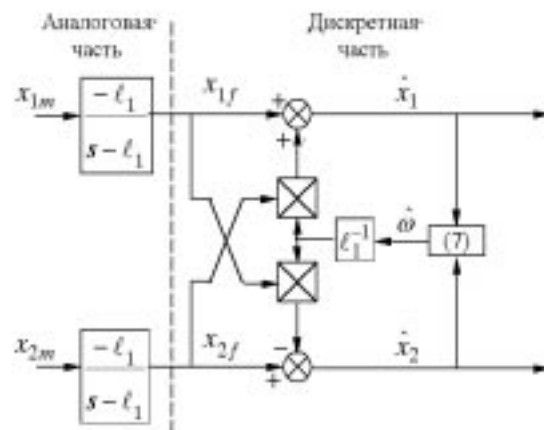 Аналоговая
часть
Дискретная
часть
x1m
−ℓ1
s−ℓ1
x1f
+
+
x̂1
ℓ1⁻¹
ω̂
(7)
x2m
−ℓ1
s−ℓ1
x2f
−
+
x̂2